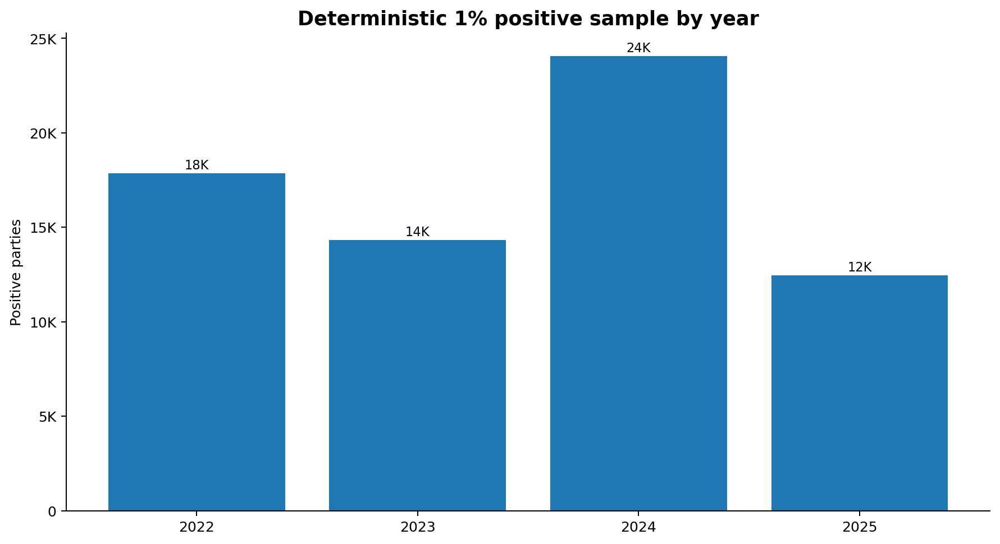 Deterministic 1% positive sample by year
25K
20K
15K
10K
5K
0
Positive parties
18K
14K
24K
12K
2022
2023
2024
2025